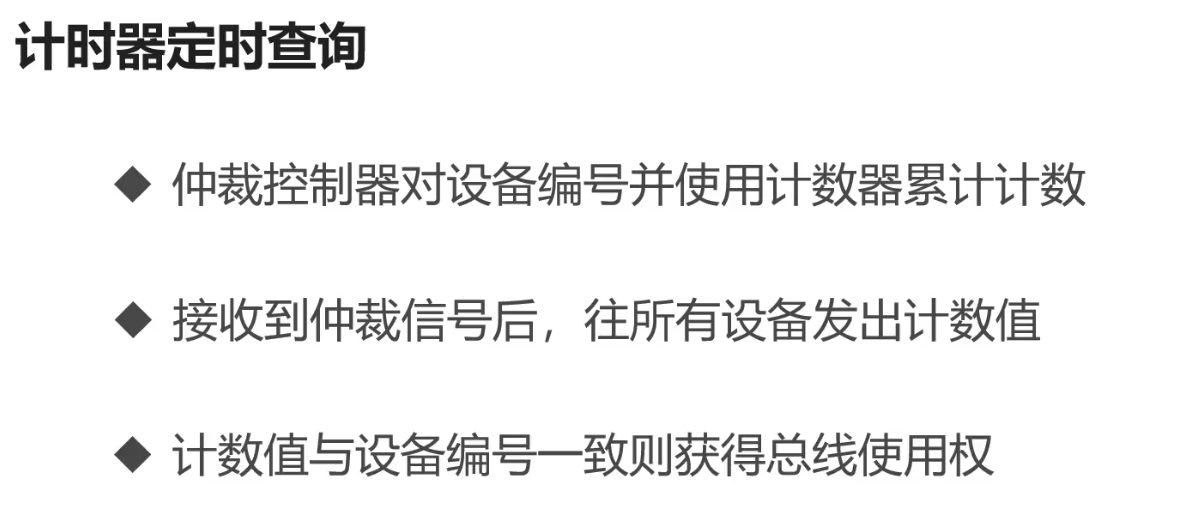 计时器定时查询
◆ 仲裁控制器对设备编号并使用计数器累计计数
◆ 接收到仲裁信号后，往所有设备发出计数值
◆ 计数值与设备编号一致则获得总线使用权